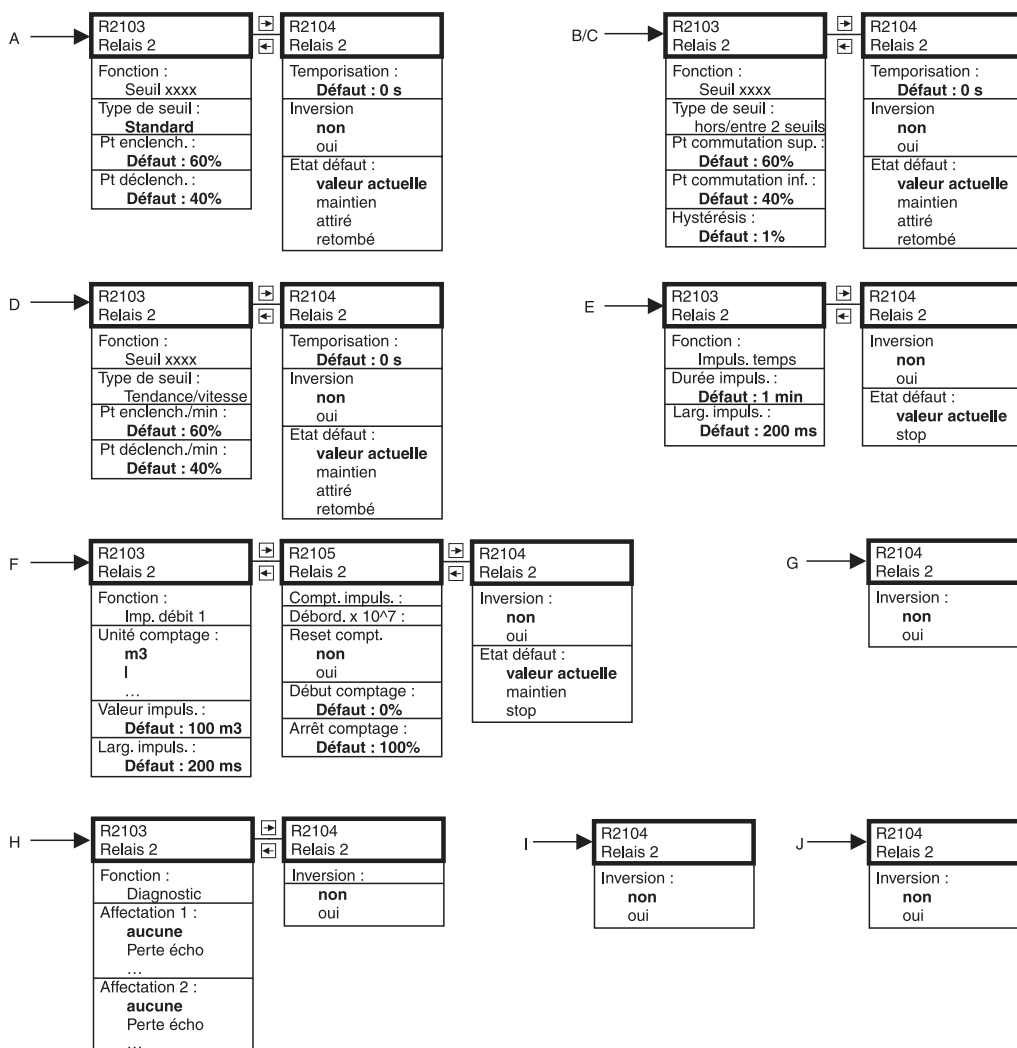 A
R2103
Relais 2
Fonction :
Seuil xxxx
Type de seuil :
Standard
Pt enclench. :
Défaut : 60%
Pt déclench. :
Défaut : 40%
R2104
Relais 2
Temporisation :
Défaut : 0 s
Inversion
non
oui
Etat défaut :
valeur actuelle
maintien
attiré
retombé
B/C
R2103
Relais 2
Fonction :
Seuil xxxx
Type de seuil :
hors/entre 2 seuils
Pt commutation sup. :
Défaut : 60%
Pt commutation inf. :
Défaut : 40%
Hystérésis :
Défaut : 1%
R2104
Relais 2
Temporisation :
Défaut : 0 s
Inversion
non
oui
Etat défaut :
valeur actuelle
maintien
attiré
retombé
D
R2103
Relais 2
Fonction :
Seuil xxxx
Type de seuil :
Tendance/vitesse
Pt enclench./min :
Défaut : 60%
Pt déclench./min :
Défaut : 40%
R2104
Relais 2
Temporisation :
Défaut : 0 s
Inversion
non
oui
Etat défaut :
valeur actuelle
maintien
attiré
retombé
E
R2103
Relais 2
Fonction :
Impuls. temps
Durée impuls. :
Défaut : 1 min
Larg. impuls. :
Défaut : 200 ms
R2104
Relais 2
Inversion
non
oui
Etat défaut :
valeur actuelle
stop
F
R2103
Relais 2
Fonction :
Imp. débit 1
Unité comptage :
m3
l
...
Valeur impuls. :
Défaut : 100 m3
Larg. impuls. :
Défaut : 200 ms
R2105
Relais 2
Compt. impuls. :
Débord. x 10^7 :
Reset compt.
non
oui
Début comptage :
Défaut : 0%
Arrêt comptage :
Défaut : 100%
R2104
Relais 2
Inversion :
non
oui
Etat défaut :
valeur actuelle
maintien
stop
G
R2104
Relais 2
Inversion :
non
oui
H
R2103
Relais 2
Fonction :
Diagnostic
Affectation 1 :
aucune
Perte écho
...
Affectation 2 :
aucune
Perte écho
...
R2104
Relais 2
Inversion :
non
oui
I
R2104
Relais 2
Inversion :
non
oui
J
R2104
Relais 2
Inversion :
non
oui